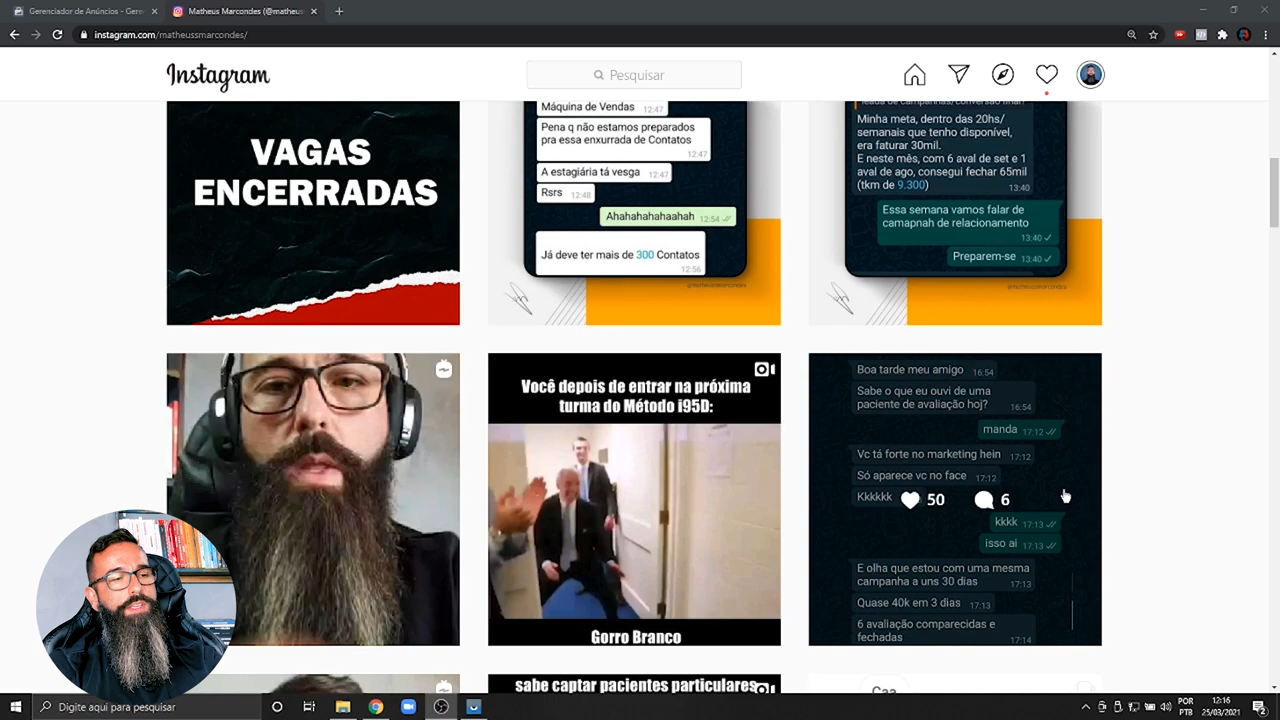 Gerenciador de Anúncios - Geren
Matheus Marcondes (@matheus
instagram.com/matheussmarcondes/
Instagram
Pesquisar
VAGAS
ENCERRADAS
Máquina de Vendas 12:47
Pena q não estamos preparados
pra essa enxurrada de Contatos
12:47
A estagiária tá vesga 12:47
Rsrs 12:48
Ahahahahahaahah 12:54
Já deve ter mais de 300 Contatos
12:56
leads de campanhas/conversão final?
Minha meta, dentro das 20hs/
semanais que tenho disponível,
era faturar 30mil.
E neste mês, com 6 aval de set e 1
aval de ago, consegui fechar 65mil
(tkm de 9.300) 13:40
Essa semana vamos falar de
camapnah de relacionamento
13:40
Preparem-se 13:40
Você depois de entrar na próxima
turma do Método i95D:
Gorro Branco
Boa tarde meu amigo 16:54
Sabe o que eu ouvi de uma
paciente de avaliação hoj? 16:54
manda 17:12
Vc tá forte no marketing hein 17:12
Só aparece vc no face 17:12
Kkkkkk
50 6
kkkk 17:13
isso ai 17:13
E olha que estou com uma mesma
campanha a uns 30 dias 17:13
Quase 40k em 3 dias 17:13
6 avaliação comparecidas e
fechadas 17:14
sabe captar pacientes particulares
Digite aqui para pesquisar
POR
PTB
12:16
25/03/2021
2